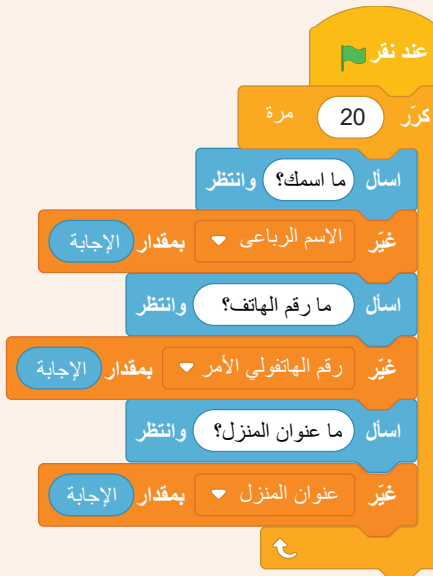 عند نقر
كرّر 20 مرة
اسأل ما اسمك؟ وانتظر
غيّر الاسم الرباعى بمقدار الإجابة
اسأل ما رقم الهاتف؟ وانتظر
غيّر رقم الهاتفولي الأمر بمقدار الإجابة
اسأل ما عنوان المنزل؟ وانتظر
غيّر عنوان المنزل بمقدار الإجابة